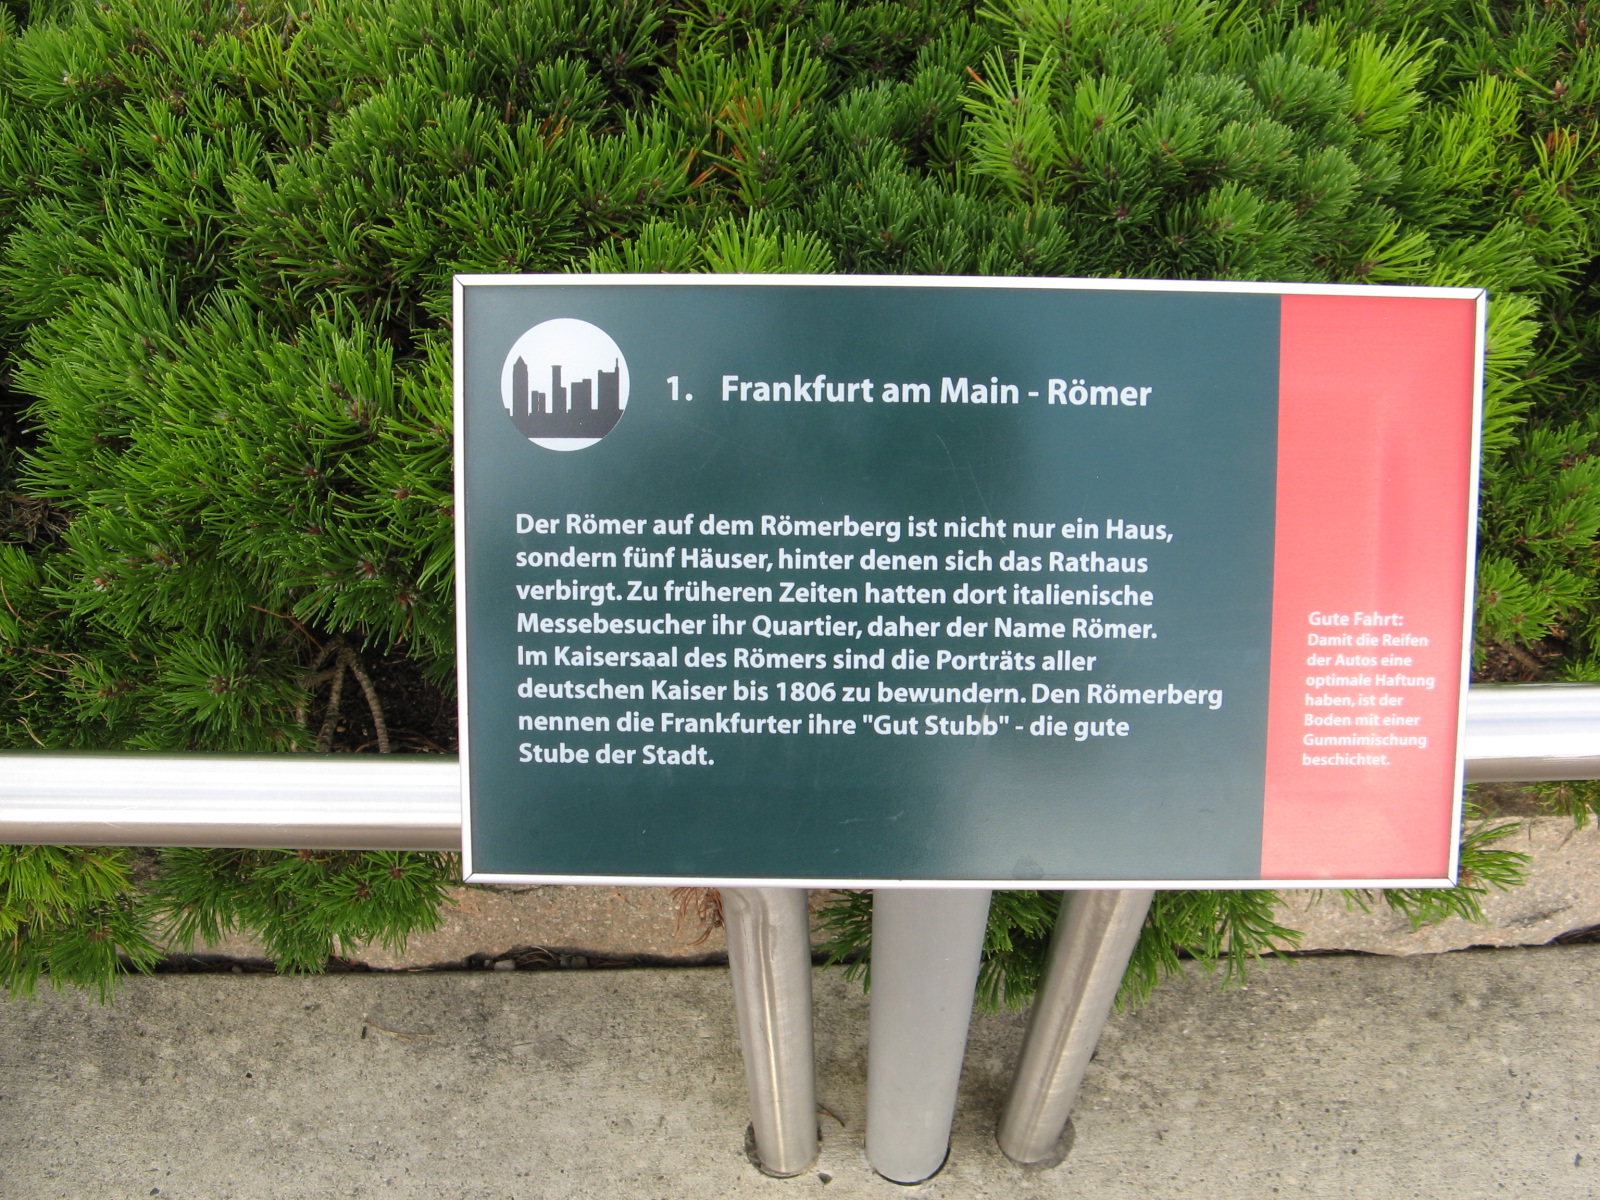 1. Frankfurt am Main - Römer
Der Römer auf dem Römerberg ist nicht nur ein Haus,
sondern fünf Häuser, hinter denen sich das Rathaus
verbirgt. Zu früheren Zeiten hatten dort italienische
Messebesucher ihr Quartier, daher der Name Römer.
Im Kaisersaal des Römers sind die Porträts aller
deutschen Kaiser bis 1806 zu bewundern. Den Römerberg
nennen die Frankfurter ihre "Gut Stubb" - die gute
Stube der Stadt.
Gute Fahrt:
Damit die Reifen
der Autos eine
optimale Haftung
haben, ist der
Boden mit einer
Gummimischung
beschichtet.